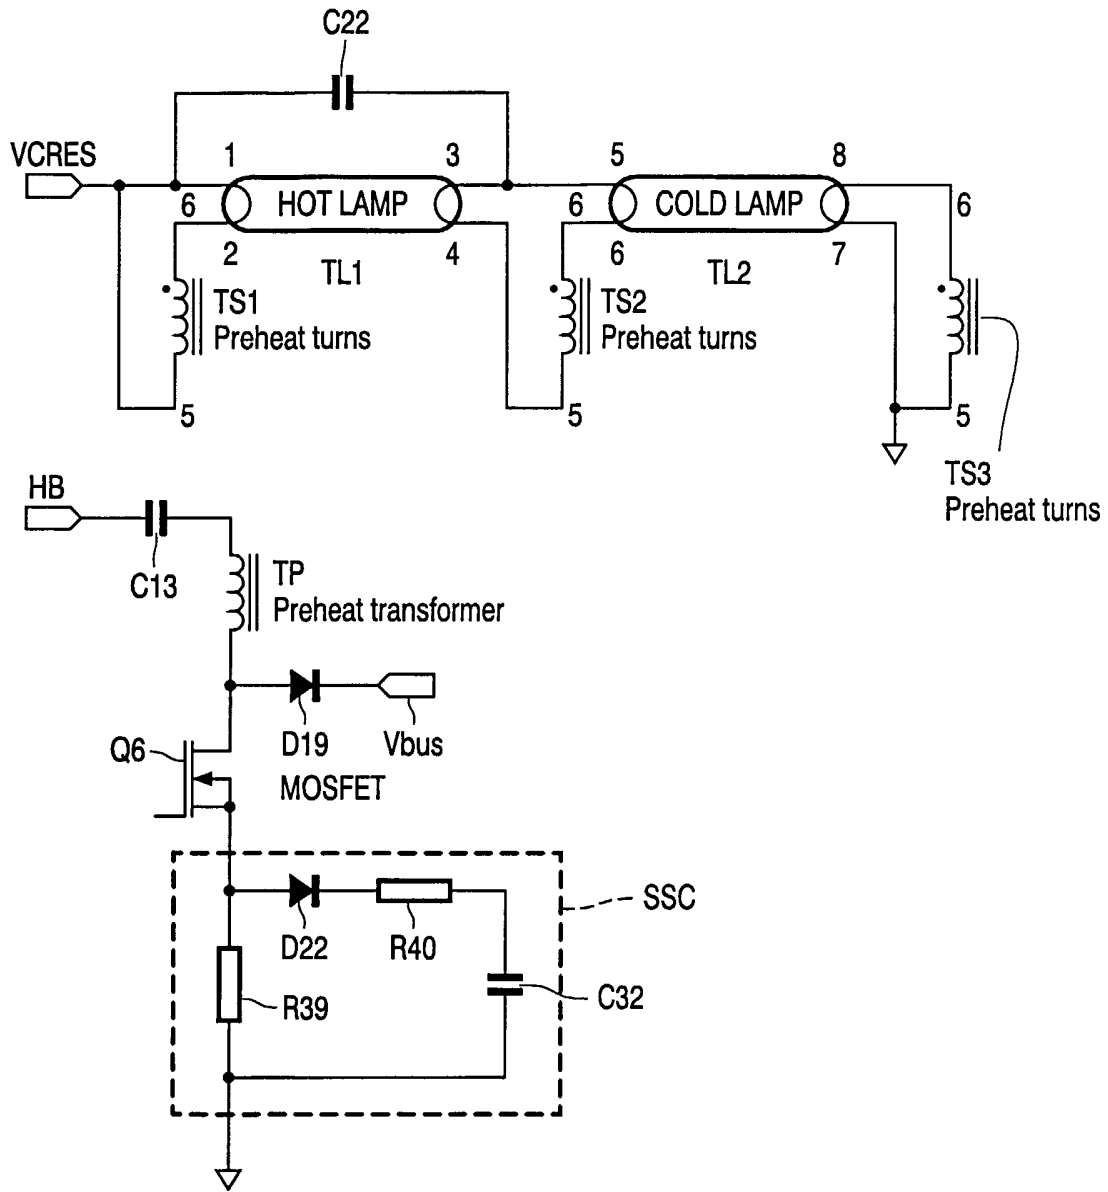 C22
VCRES
1
3
5
8
6
HOT LAMP
6
COLD LAMP
6
2
4
6
7
TL1
TL2
TS1
Preheat turns
TS2
Preheat turns
5
5
5
TS3
Preheat turns
HB
C13
TP
Preheat transformer
Q6
D19
Vbus
MOSFET
SSC
D22
R40
R39
C32